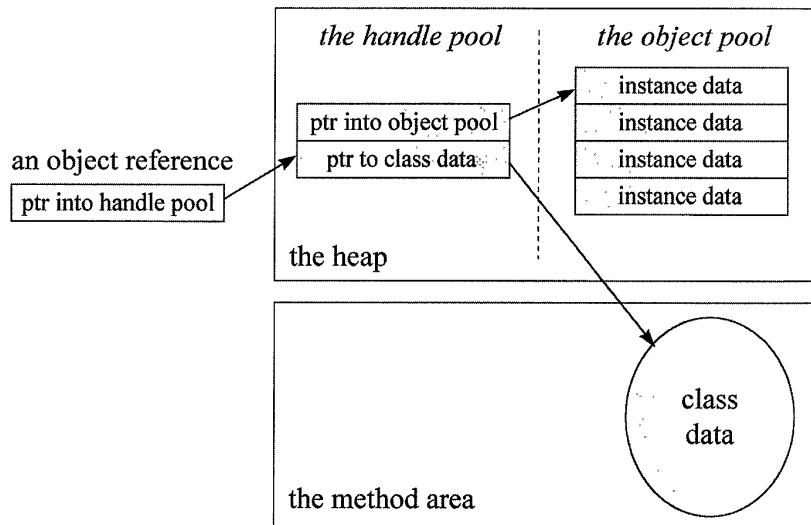 the handle pool
the object pool
instance data
ptr into object pool
instance data
an object reference
ptr to class data
instance data
ptr into handle pool
instance data
the heap
class
data
the method area